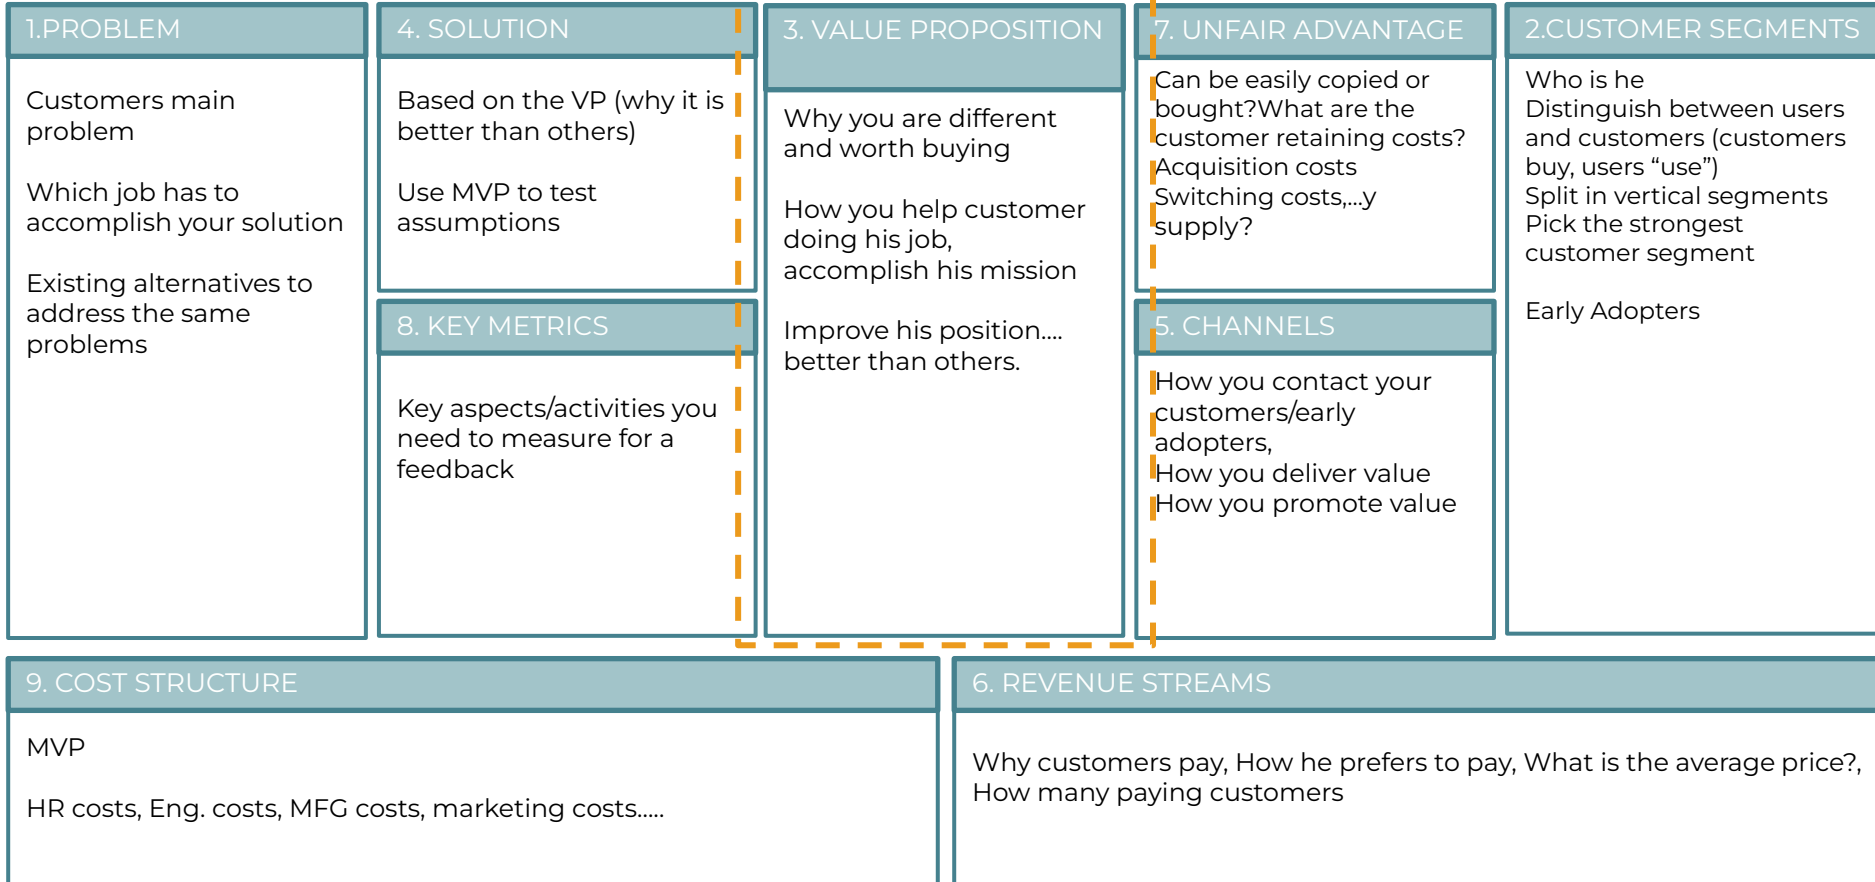 1.PROBLEM
Customers main
problem
Which job has to
accomplish your solution
Existing alternatives to
address the same
problems
4. SOLUTION
Based on the VP (why it is
better than others)
Use MVP to test
assumptions
8. KEY METRICS
Key aspects/activities you
need to measure for a
feedback
3. VALUE PROPOSITION
Why you are different
and worth buying
How you help customer
doing his job,
accomplish his mission
Improve his position....
better than others.
7. UNFAIR ADVANTAGE
Can be easily copied or
bought?What are the
customer retaining costs?
Acquisition costs
Switching costs,...y
supply?
5. CHANNELS
How you contact your
customers/early
adopters,
How you deliver value
How you promote value
2.CUSTOMER SEGMENTS
Who is he
Distinguish between users
and customers (customers
buy, users “use”)
Split in vertical segments
Pick the strongest
customer segment
Early Adopters
9. COST STRUCTURE
MVP
HR costs, Eng. costs, MFG costs, marketing costs.....
6. REVENUE STREAMS
Why customers pay, How he prefers to pay, What is the average price?,
How many paying customers